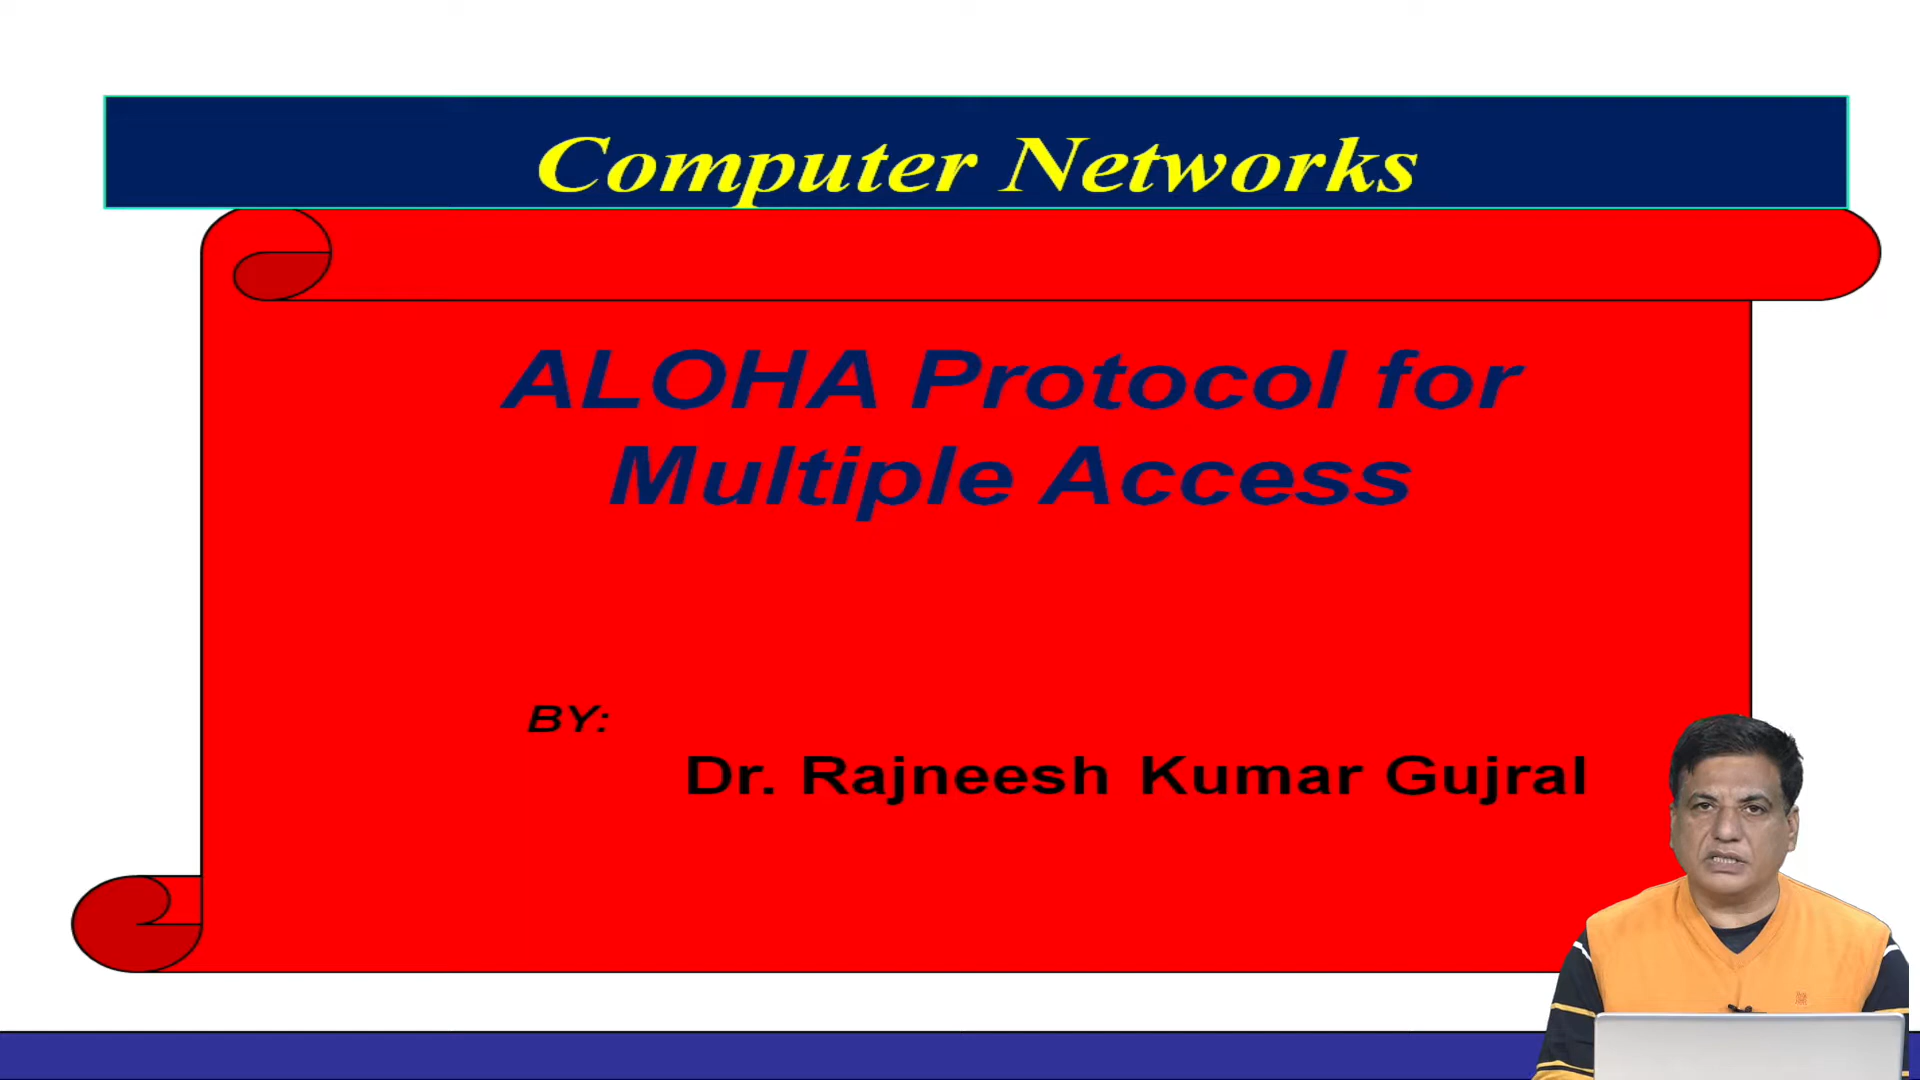 Computer Networks
ALOHA Protocol for
Multiple Access
BY:
Dr. Rajneesh Kumar Gujral